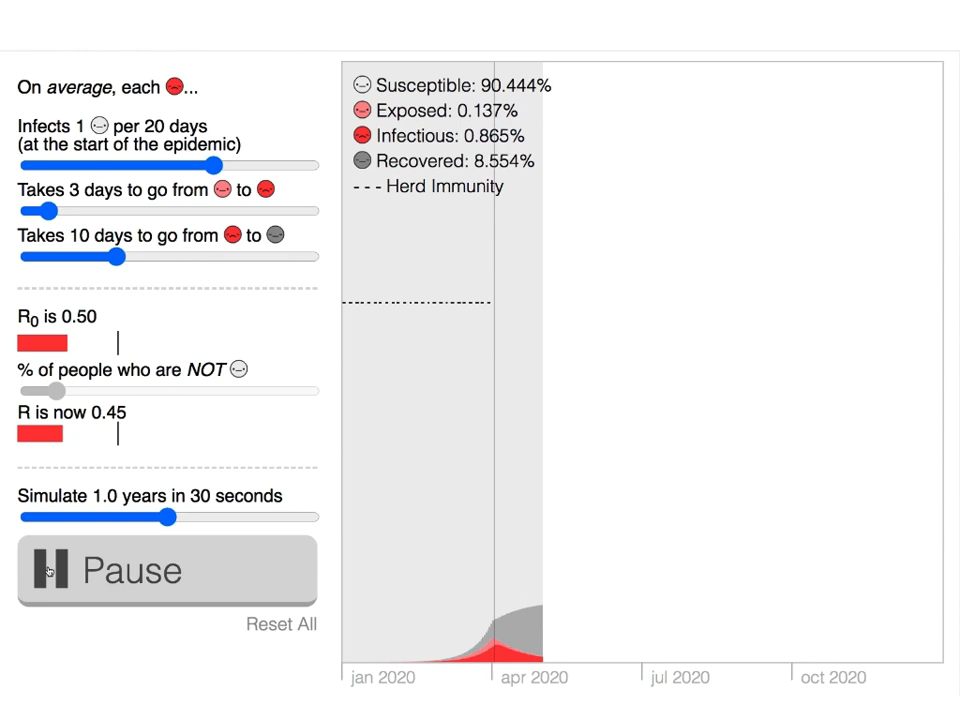 On average, each ...
Infects 1 per 20 days
(at the start of the epidemic)
Takes 3 days to go from to
Takes 10 days to go from to
R0 is 0.50
% of people who are NOT
R is now 0.45
Simulate 1.0 years in 30 seconds
Pause
Reset All
Susceptible: 90.444%
Exposed: 0.137%
Infectious: 0.865%
Recovered: 8.554%
--- Herd Immunity
jan 2020
apr 2020
jul 2020
oct 2020